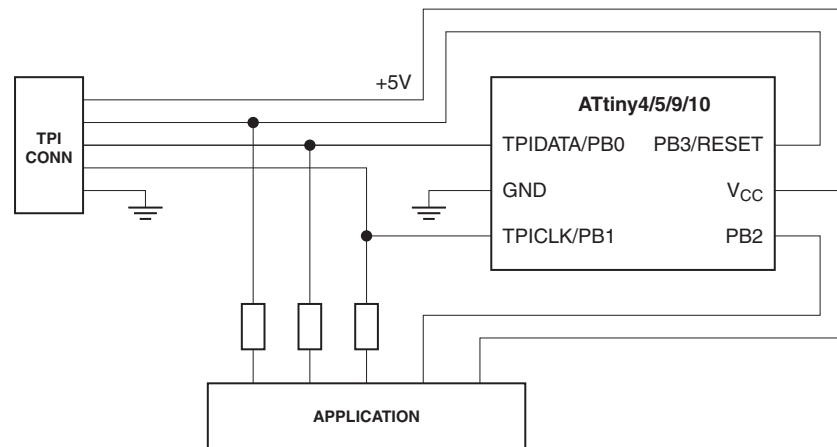 +5V
TPI
CONN
ATtiny4/5/9/10
TPIDATA/PB0
PB3/RESET
GND
VCC
TPICLK/PB1
PB2
APPLICATION